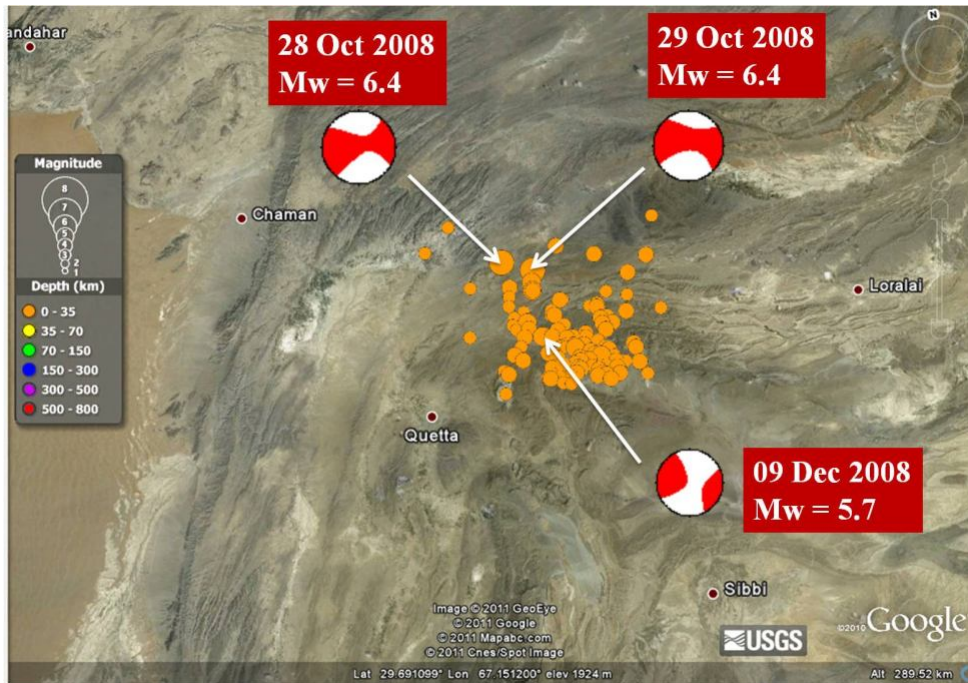 andahar
N
28 Oct 2008
Mw = 6.4
29 Oct 2008
Mw = 6.4
Magnitude
8
7
6
5
4
3
2
1
Depth (km)
0 - 35
35 - 70
70 - 150
150 - 300
300 - 500
500 - 800
Chaman
Loralai
Quetta
09 Dec 2008
Mw = 5.7
Sibbi
Image © 2011 GeoEye
© 2011 Google
© 2011 Mapabc.com
© 2011 Cnes/Spot Image
USGS
©2010 Google
Lat 29.691099° Lon 67.151200° elev 1924 m
Alt 289.52 km